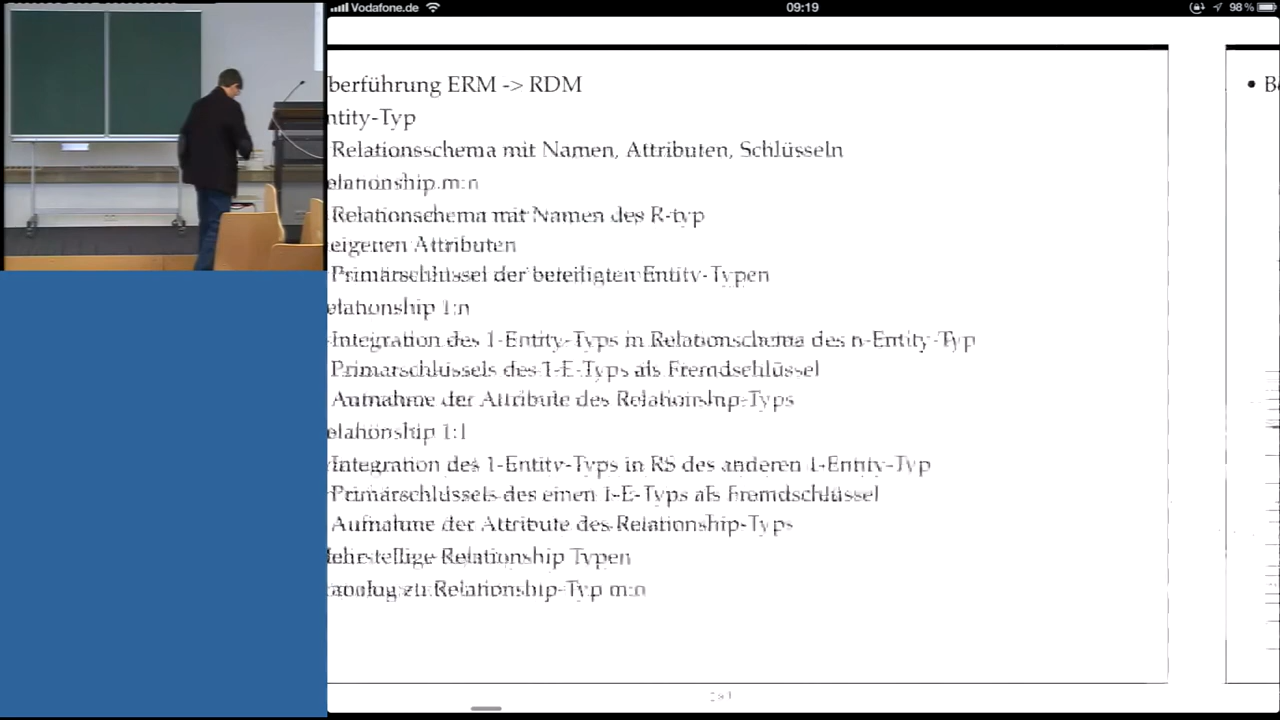 Vodafone.de 09:19 98 %
berführung ERM -> RDM
ntity-Typ
Relationsschema mit Namen, Attributen, Schlüsseln
elationship m:n
Relationschema mit Namen des R-typ
eigenen Attributen
Primärschlüssel der beteiligten Entity-Typen
elationship 1:n
Integration des 1-Entity-Typs in Relationschema des n-Entity-Typ
Primärschlüssels des 1-E-Typs als Fremdschlüssel
Aufnahme der Attribute des Relationship-Typs
elationship 1:1
Integration des 1-Entity-Typs in RS des anderen 1-Entity-Typ
Primärschlüssels des einen 1-E-Typs als Fremdschlüssel
Aufnahme der Attribute des Relationship-Typs
ehrstellige Relationship Typen
analog zu Relationship-Typ m:n
• Be